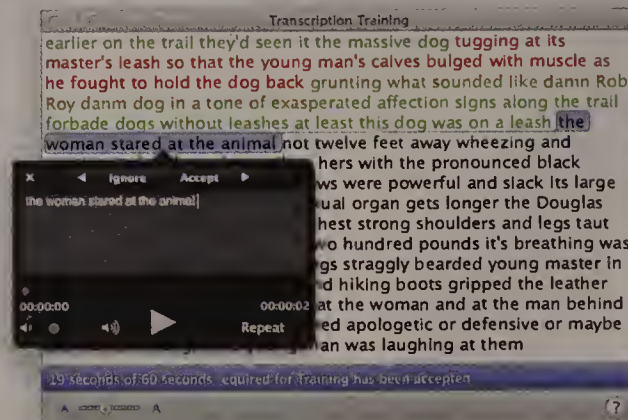 Transcription Training
earlier on the trail they'd seen it the massive dog tugging at its
master's leash so that the young man's calves bulged with muscle as
he fought to hold the dog back grunting what sounded like damn Rob
Roy danm dog in a tone of exasperated affection signs along the trail
forbade dogs without leashes at least this dog was on a leash the
woman stared at the animal not twelve feet away wheezing and
hers with the pronounced black
ws were powerful and slack its large
ual organ gets longer the Douglas
hest strong shoulders and legs taut
o hundred pounds it's breathing was
gs straggly bearded young master in
d hiking boots gripped the leather
at the woman and at the man behind
ed apologetic or defensive or maybe
an was laughing at them
Ignore Accept
the woman stared at the animal
00:00:00 00:00:02
Repeat
19 seconds of 60 seconds required for Training has been accepted
A A ?